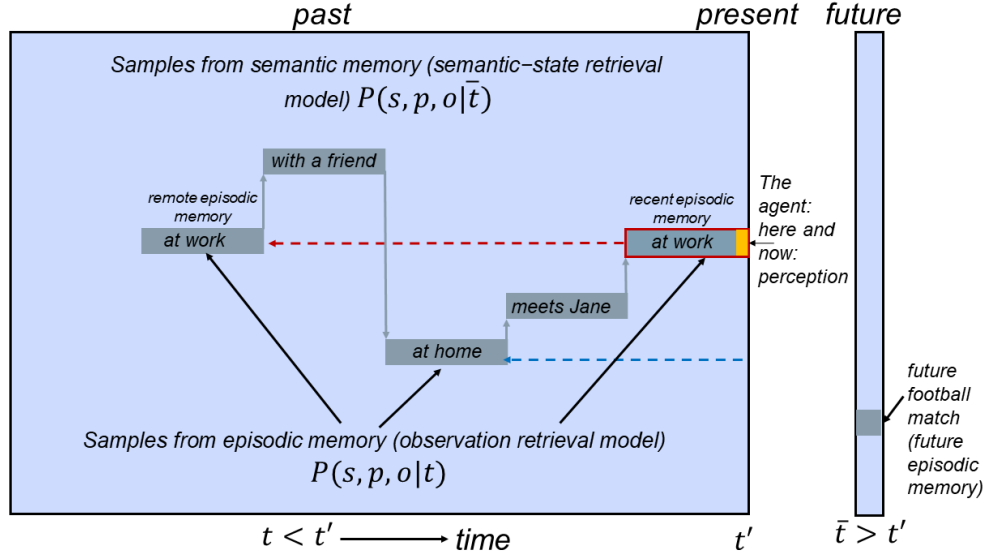 past
present
future
Samples from semantic memory (semantic−state retrieval
model) P(s, p, o|t̅)
with a friend
remote episodic
memory
at work
recent episodic
memory
at work
The
agent:
here and
now:
perception
meets Jane
at home
future
football
match
(future
episodic
memory)
Samples from episodic memory (observation retrieval model)
P(s, p, o|t)
t < t′
time
t′
t̅ > t′